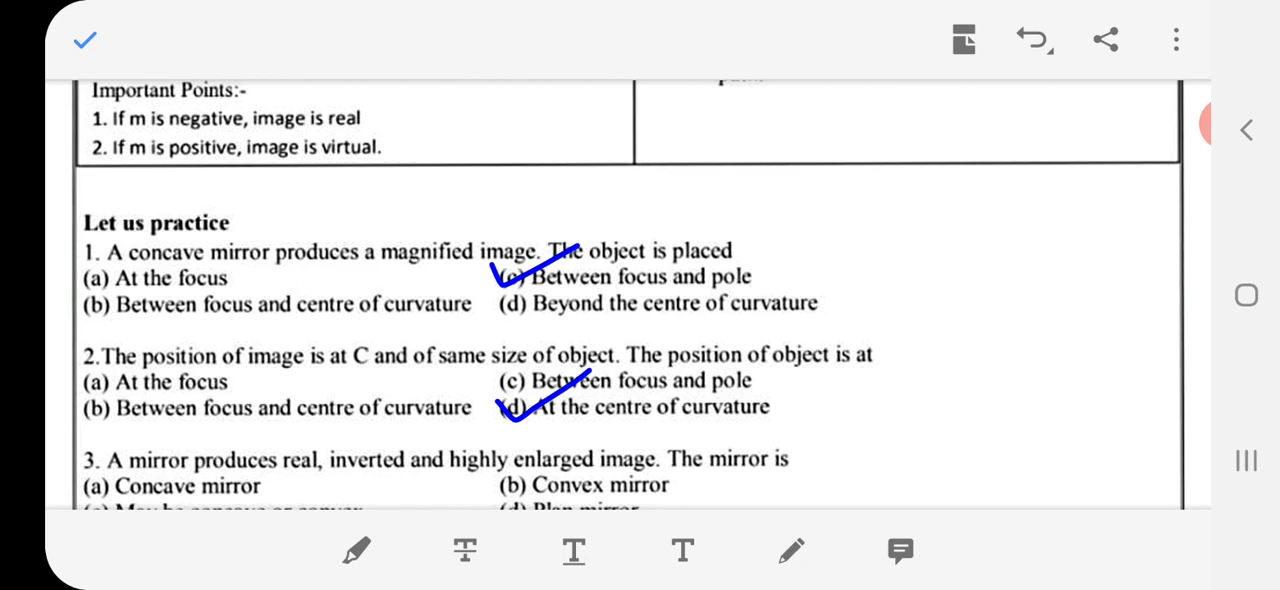 Important Points:-
1. If m is negative, image is real
2. If m is positive, image is virtual.
Let us practice
1. A concave mirror produces a magnified image. The object is placed
(a) At the focus (c) Between focus and pole
(b) Between focus and centre of curvature (d) Beyond the centre of curvature
2.The position of image is at C and of same size of object. The position of object is at
(a) At the focus (c) Between focus and pole
(b) Between focus and centre of curvature (d) At the centre of curvature
3. A mirror produces real, inverted and highly enlarged image. The mirror is
(a) Concave mirror (b) Convex mirror